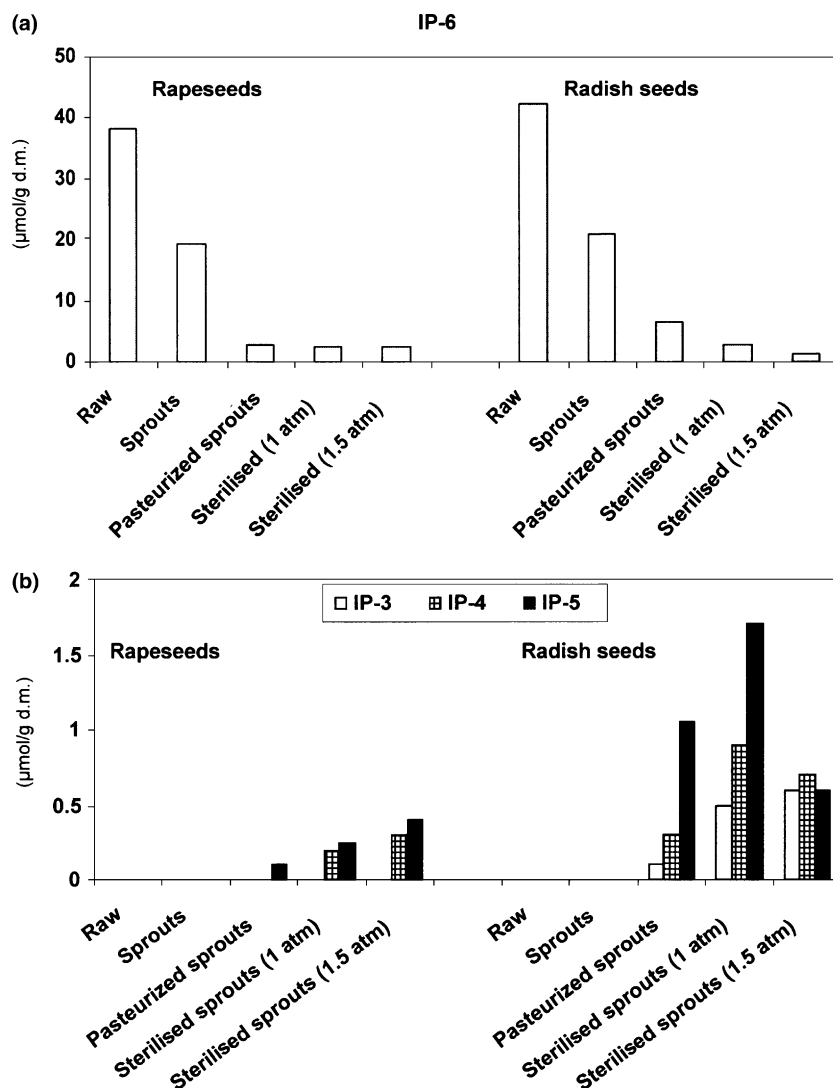 (a)
IP-6
50
40
30
20
10
0
(µmol/g d.m.)
Rapeseeds
Radish seeds
Raw
Sprouts
Pasteurized sprouts
Sterilised (1 atm)
Sterilised (1.5 atm)
Raw
Sprouts
Pasteurized sprouts
Sterilised (1 atm)
Sterilised (1.5 atm)
(b)
2
1.5
1
0.5
0
(µmol/g d.m.)
IP-3 IP-4 IP-5
Rapeseeds
Radish seeds
Raw
Sprouts
Pasteurized sprouts
Sterilised sprouts (1 atm)
Sterilised sprouts (1.5 atm)
Raw
Sprouts
Pasteurized sprouts
Sterilised sprouts (1 atm)
Sterilised sprouts (1.5 atm)